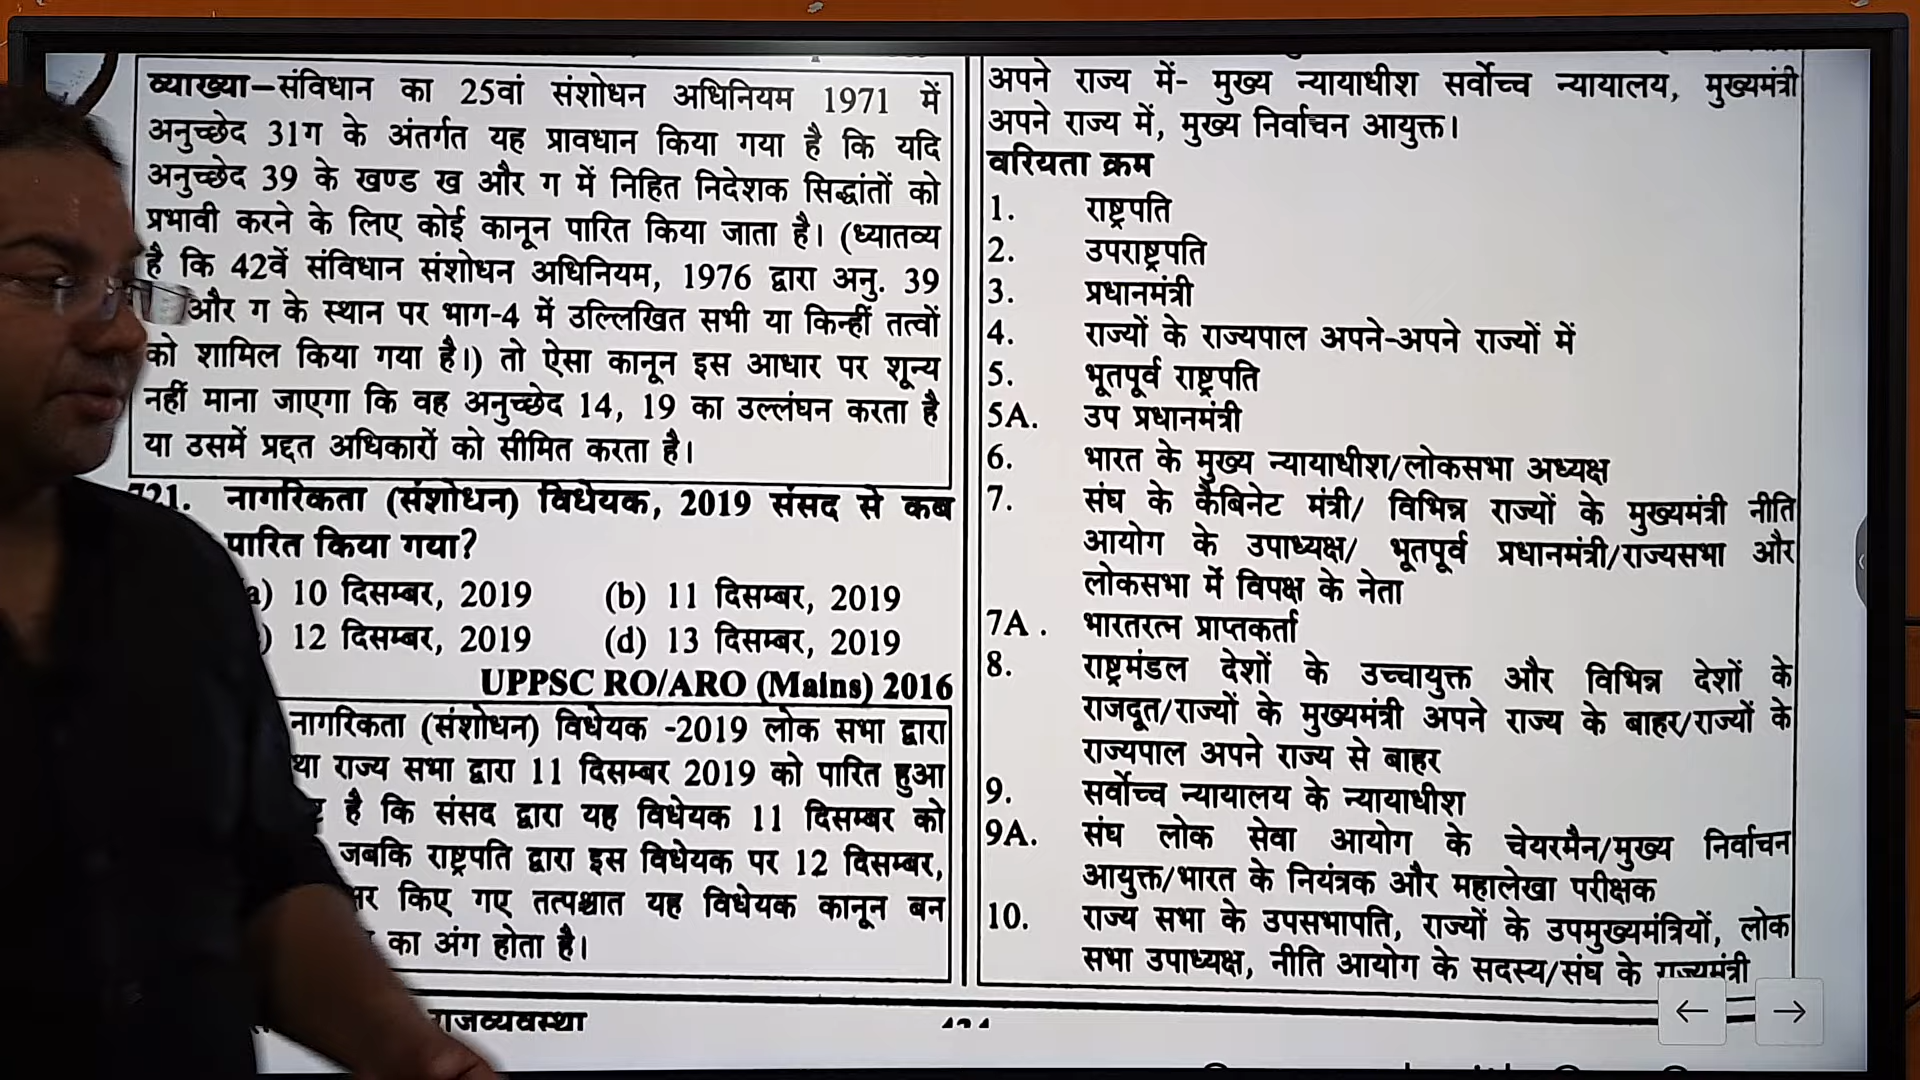 व्याख्या–संविधान का 25वां संशोधन अधिनियम 1971 में
अनुच्छेद 31ग के अंतर्गत यह प्रावधान किया गया है कि यदि
अनुच्छेद 39 के खण्ड ख और ग में निहित निदेशक सिद्धांतों को
प्रभावी करने के लिए कोई कानून पारित किया जाता है। (ध्यातव्य
है कि 42वें संविधान संशोधन अधिनियम, 1976 द्वारा अनु. 39
और ग के स्थान पर भाग-4 में उल्लिखित सभी या किन्हीं तत्वों
को शामिल किया गया है।) तो ऐसा कानून इस आधार पर शून्य
नहीं माना जाएगा कि वह अनुच्छेद 14, 19 का उल्लंघन करता है
या उसमें प्रद्दत अधिकारों को सीमित करता है।
721. नागरिकता (संशोधन) विधेयक, 2019 संसद से कब
पारित किया गया?
(a) 10 दिसम्बर, 2019 (b) 11 दिसम्बर, 2019
) 12 दिसम्बर, 2019 (d) 13 दिसम्बर, 2019
UPPSC RO/ARO (Mains) 2016
नागरिकता (संशोधन) विधेयक -2019 लोक सभा द्वारा
राज्य सभा द्वारा 11 दिसम्बर 2019 को पारित हुआ
है कि संसद द्वारा यह विधेयक 11 दिसम्बर को
जबकि राष्ट्रपति द्वारा इस विधेयक पर 12 दिसम्बर,
किए गए तत्पश्चात यह विधेयक कानून बन
का अंग होता है।
राजव्यवस्था
अपने राज्य में- मुख्य न्यायाधीश सर्वोच्च न्यायालय, मुख्यमंत्री
अपने राज्य में, मुख्य निर्वाचन आयुक्त।
वरियता क्रम
1. राष्ट्रपति
2. उपराष्ट्रपति
3. प्रधानमंत्री
4. राज्यों के राज्यपाल अपने-अपने राज्यों में
5. भूतपूर्व राष्ट्रपति
5A. उप प्रधानमंत्री
6. भारत के मुख्य न्यायाधीश/लोकसभा अध्यक्ष
7. संघ के कैबिनेट मंत्री/ विभिन्न राज्यों के मुख्यमंत्री नीति
आयोग के उपाध्यक्ष/ भूतपूर्व प्रधानमंत्री/राज्यसभा और
लोकसभा में विपक्ष के नेता
7A . भारतरत्न प्राप्तकर्ता
8. राष्ट्रमंडल देशों के उच्चायुक्त और विभिन्न देशों के
राजदूत/राज्यों के मुख्यमंत्री अपने राज्य के बाहर/राज्यों के
राज्यपाल अपने राज्य से बाहर
9. सर्वोच्च न्यायालय के न्यायाधीश
9A. संघ लोक सेवा आयोग के चेयरमैन/मुख्य निर्वाचन
आयुक्त/भारत के नियंत्रक और महालेखा परीक्षक
10. राज्य सभा के उपसभापति, राज्यों के उपमुख्यमंत्रियों, लोक
सभा उपाध्यक्ष, नीति आयोग के सदस्य/संघ के राज्यमंत्री